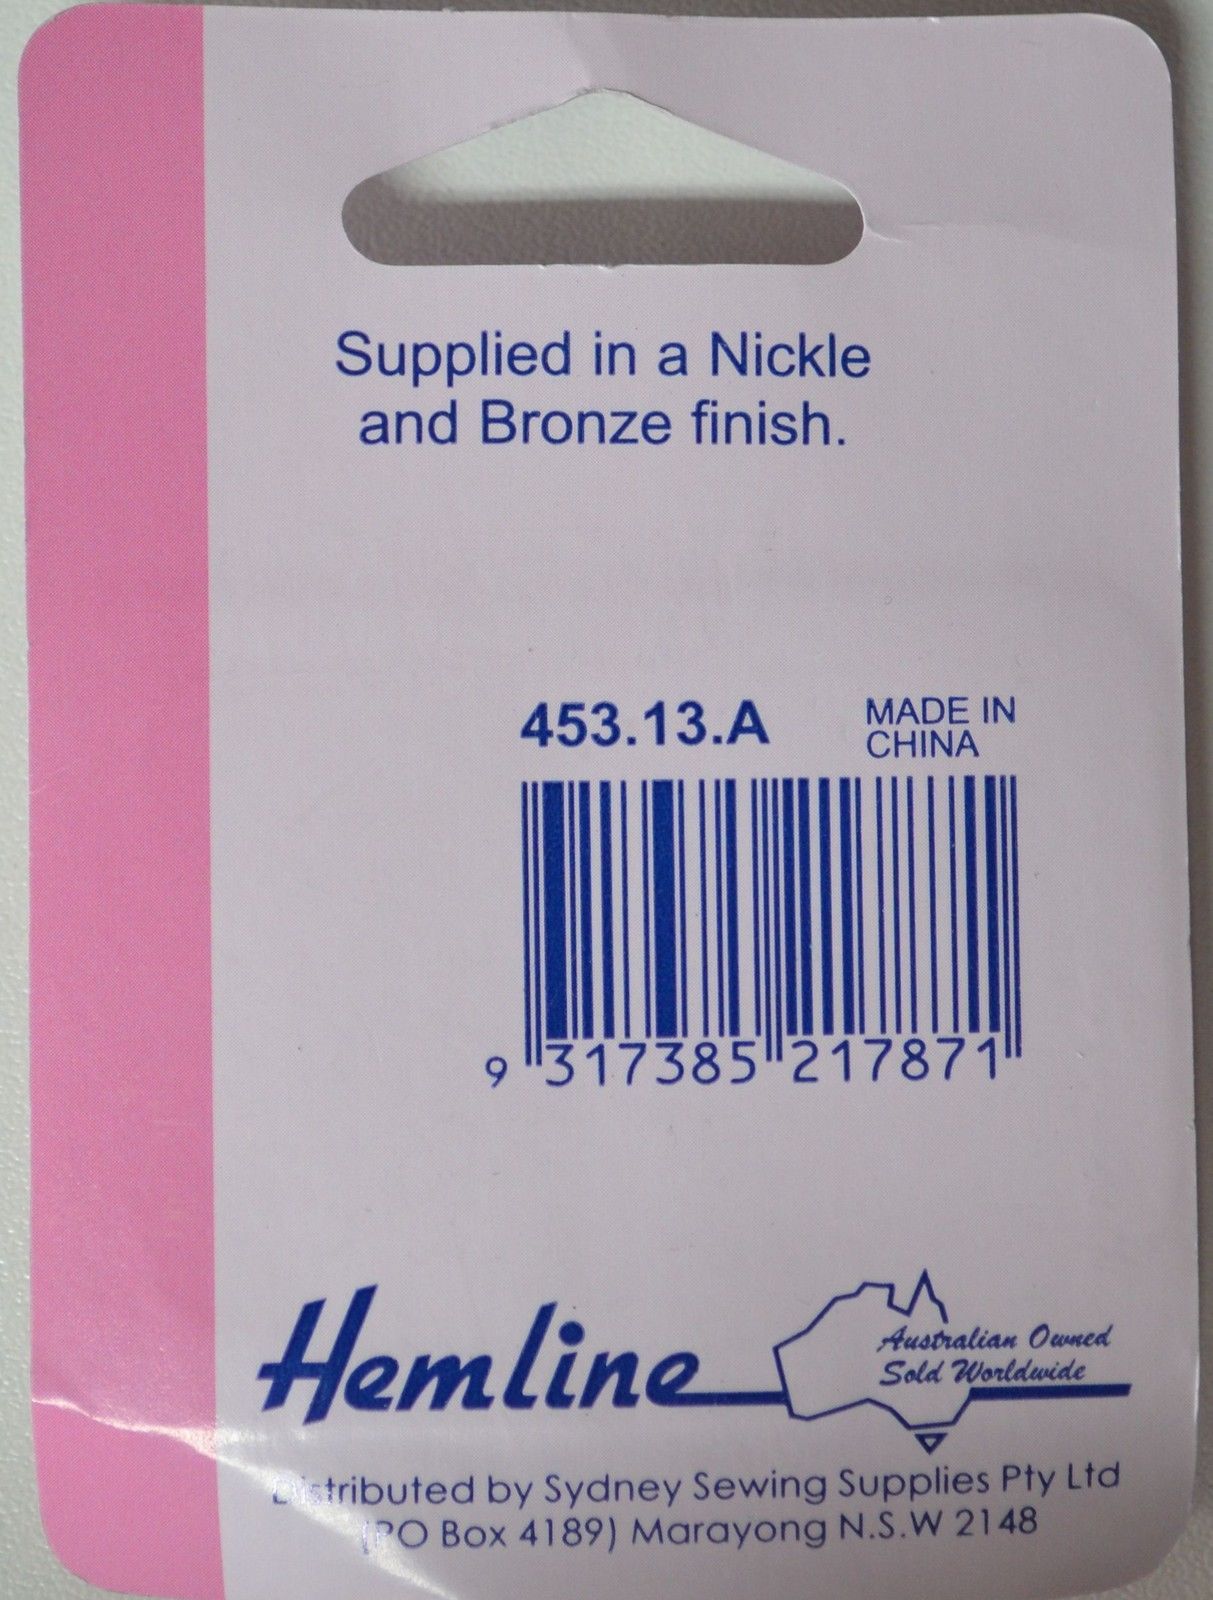 Supplied in a Nickle
and Bronze finish.
453.13.A
MADE IN
CHINA
9 317385 217871
Hemline
Australian Owned
Sold Worldwide
Distributed by Sydney Sewing Supplies Pty Ltd
(PO Box 4189) Marayong N.S.W 2148